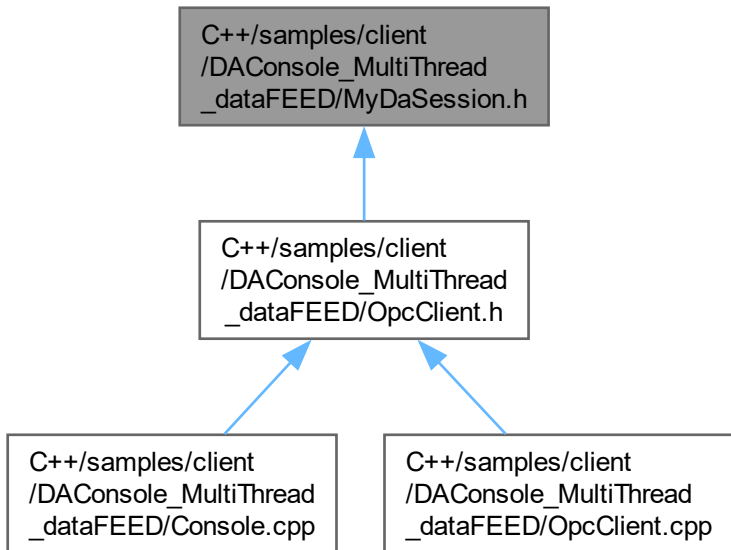 C++/samples/client
/DAConsole_MultiThread
_dataFEED/MyDaSession.h
C++/samples/client
/DAConsole_MultiThread
_dataFEED/OpcClient.h
C++/samples/client
/DAConsole_MultiThread
_dataFEED/Console.cpp
C++/samples/client
/DAConsole_MultiThread
_dataFEED/OpcClient.cpp